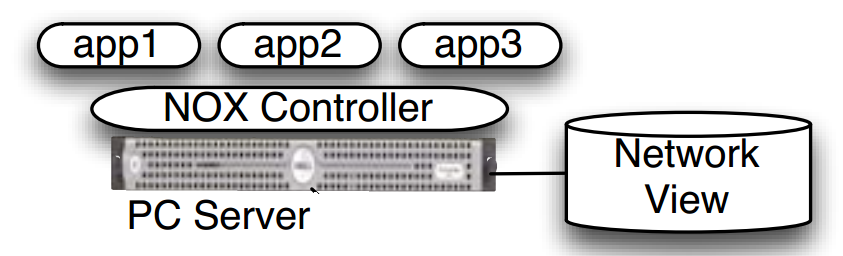 app1 app2 app3
NOX Controller
Network
View
PC Server